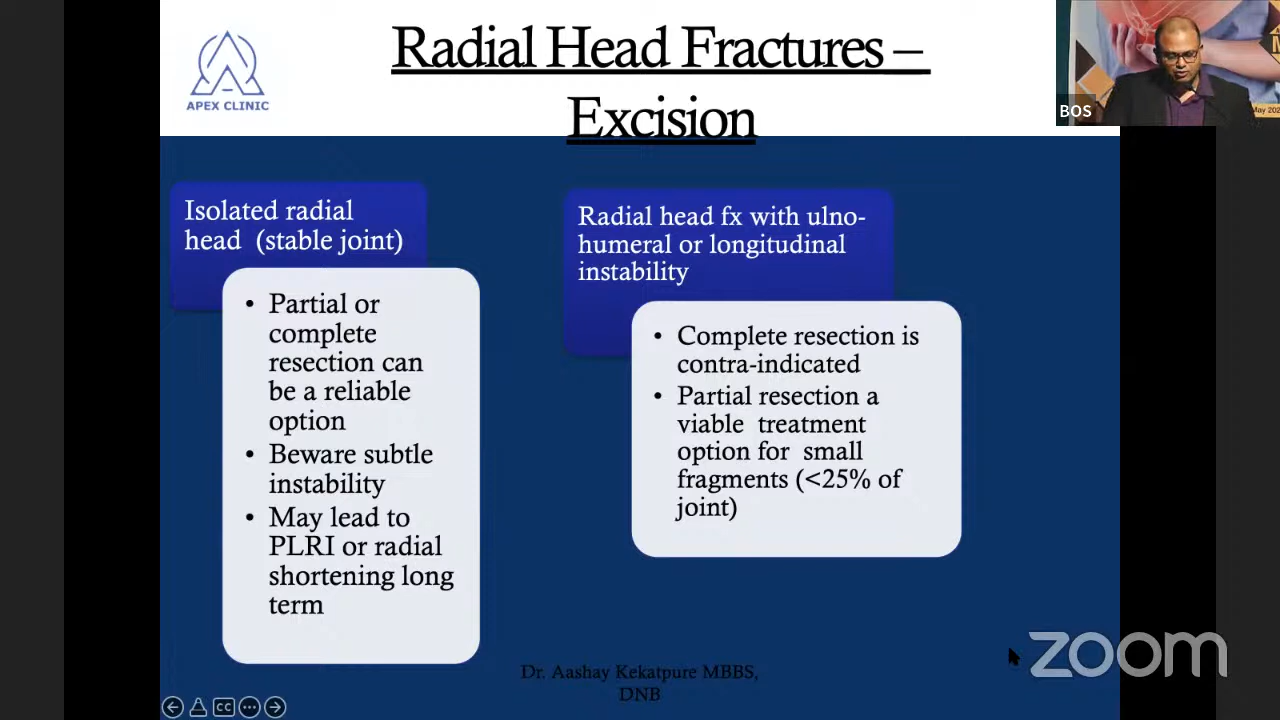 Radial Head Fractures –
Excision
APEX CLINIC
BOS
May 202
Isolated radial
head (stable joint)
• Partial or
complete
resection can
be a reliable
option
• Beware subtle
instability
• May lead to
PLRI or radial
shortening long
term
Radial head fx with ulno-
humeral or longitudinal
instability
• Complete resection is
contra-indicated
• Partial resection a
viable treatment
option for small
fragments (<25% of
joint)
Dr. Aashay Kekatpure MBBS,
DNB
zoom
CC